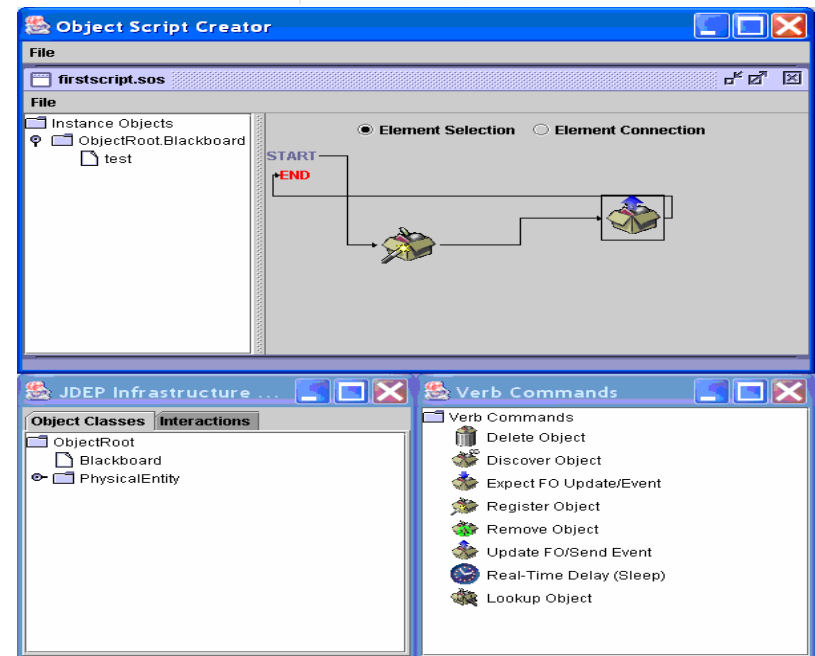 Object Script Creator
File
firstscript.sos
File
Instance Objects
ObjectRoot.Blackboard
test
Element Selection Element Connection
START
END
JDEP Infrastructure ...
Object Classes Interactions
ObjectRoot
Blackboard
PhysicalEntity
Verb Commands
Verb Commands
Delete Object
Discover Object
Expect FO Update/Event
Register Object
Remove Object
Update FO/Send Event
Real-Time Delay (Sleep)
Lookup Object